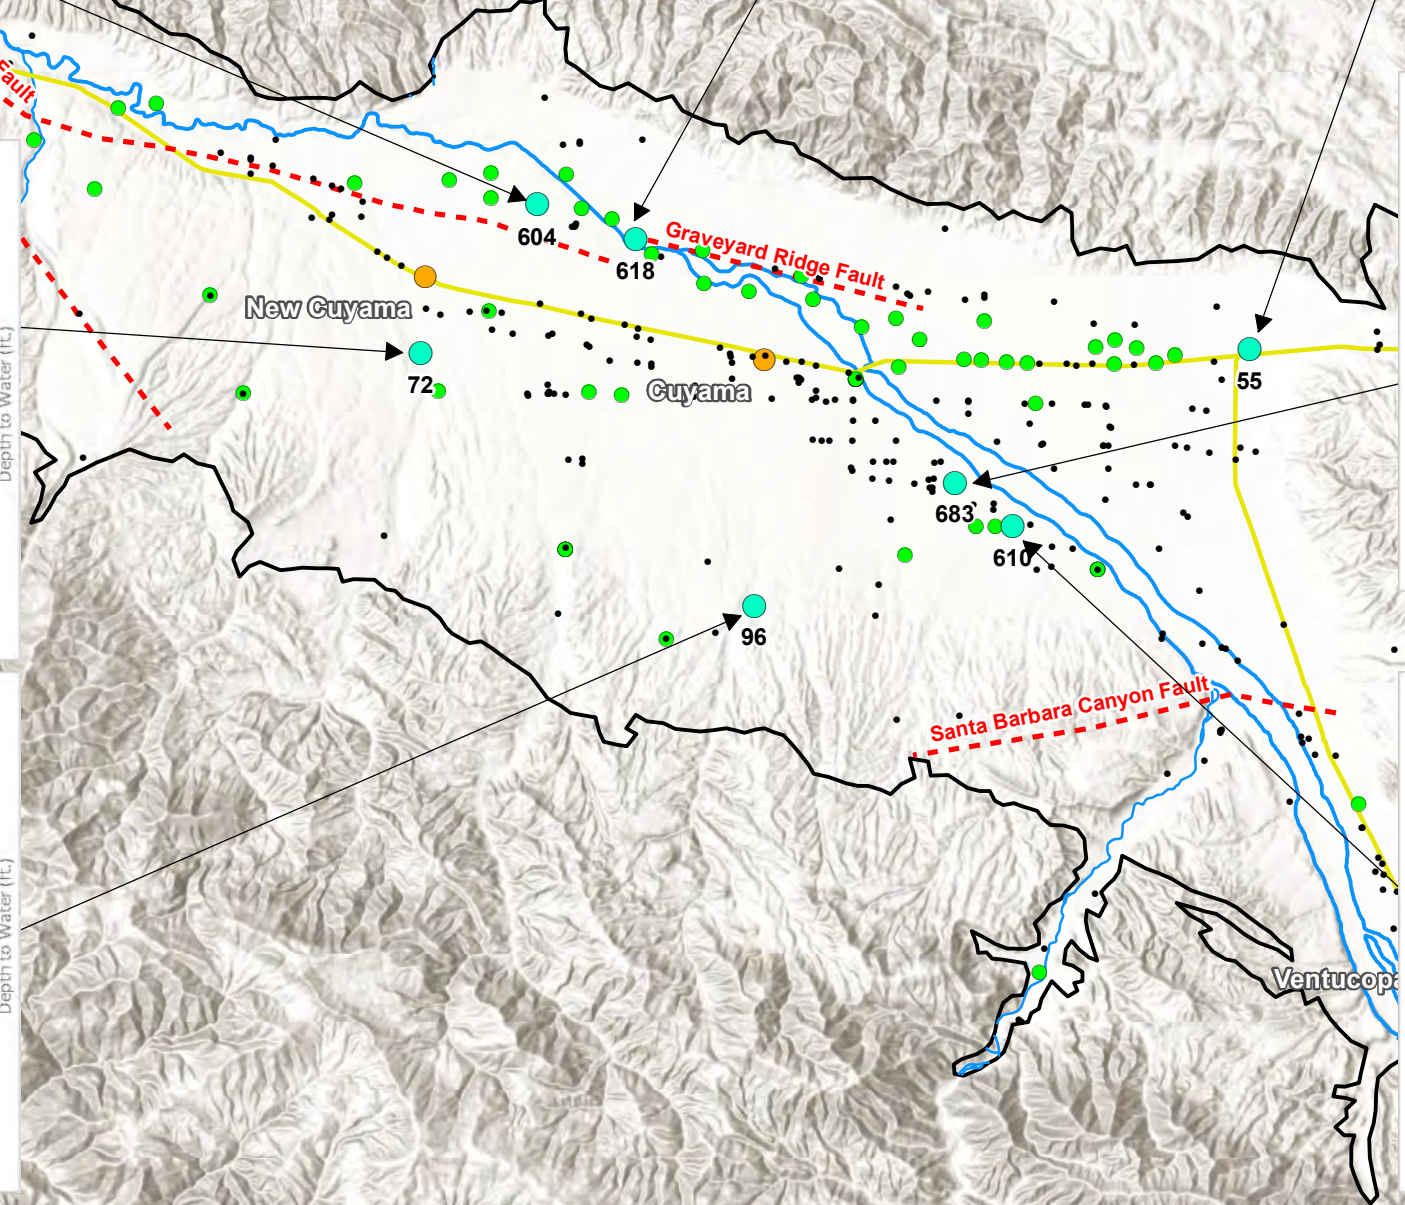 Fault
604
Graveyard Ridge Fault
618
New Cuyama
Depth to Water (ft.)
72
Cuyama
55
683
610
96
Santa Barbara Canyon Fault
Depth to Water (ft.)
Ventucopa